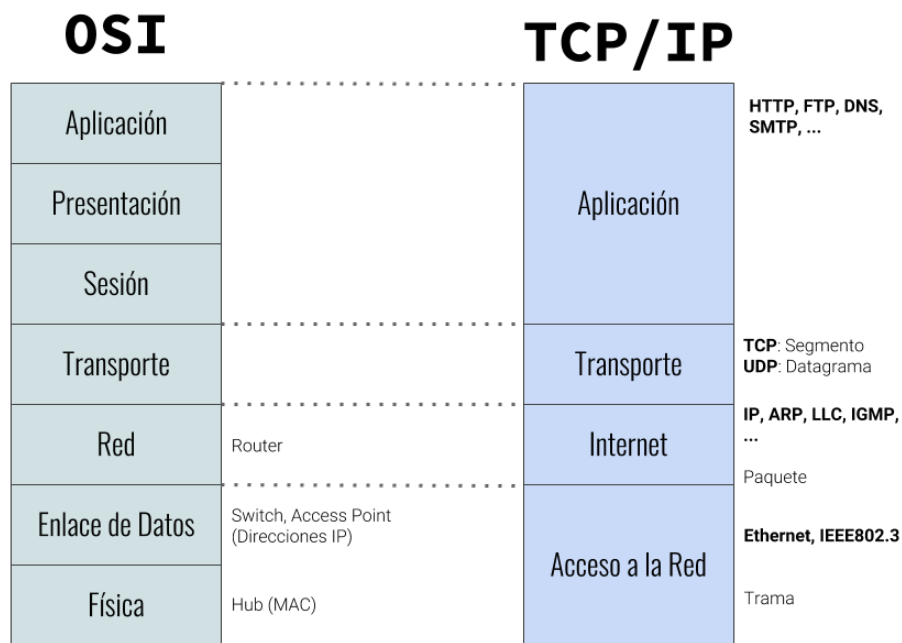 OSI
TCP/IP
Aplicación
Presentación
Sesión
Transporte
Red
Router
Enlace de Datos
Switch, Access Point
(Direcciones IP)
Física
Hub (MAC)
Aplicación
HTTP, FTP, DNS,
SMTP, ...
Transporte
TCP: Segmento
UDP: Datagrama
Internet
IP, ARP, LLC, IGMP,
...
Paquete
Acceso a la Red
Ethernet, IEEE802.3
Trama